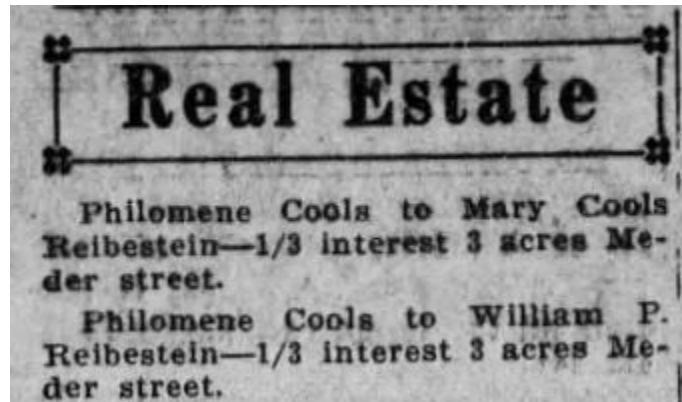 Real Estate
Philomene Cools to Mary Cools
Reibestein—1/3 interest 3 acres Me-
der street.
Philomene Cools to William P.
Reibestein—1/3 interest 3 acres Me-
der street.